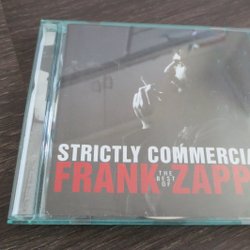 STRICTLY COMMERCIA
FRANK THE BEST OF ZAPP